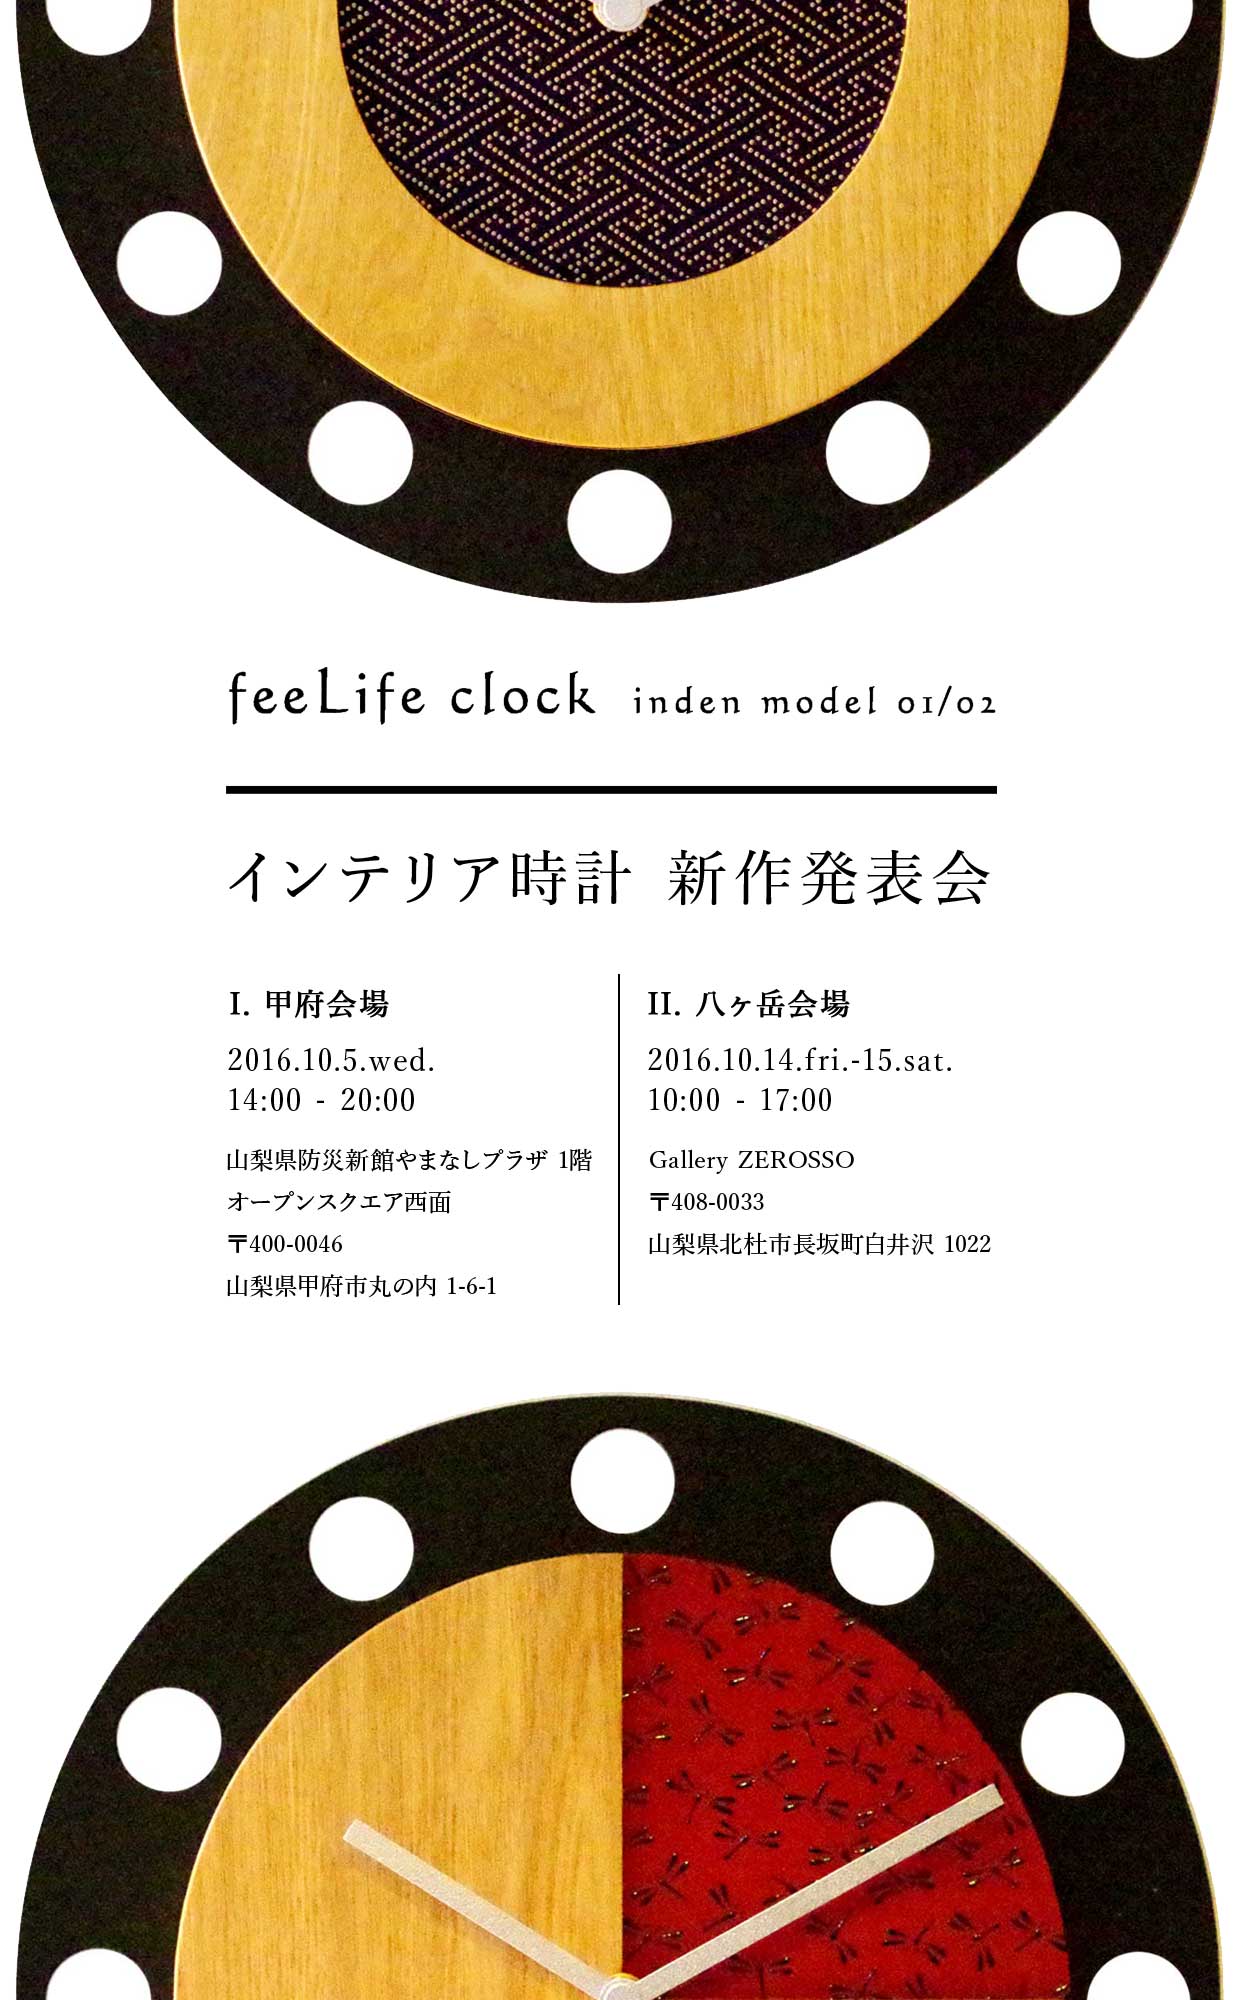 feeLife clock inden model 01/02
インテリア時計 新作発表会
I. 甲府会場
2016.10.5.wed.
14:00 - 20:00
山梨県防災新館やまなしプラザ 1階
オープンスクエア西面
〒400-0046
山梨県甲府市丸の内 1-6-1
II. 八ヶ岳会場
2016.10.14.fri.-15.sat.
10:00 - 17:00
Gallery ZEROSSO
〒408-0033
山梨県北杜市長坂町白井沢 1022